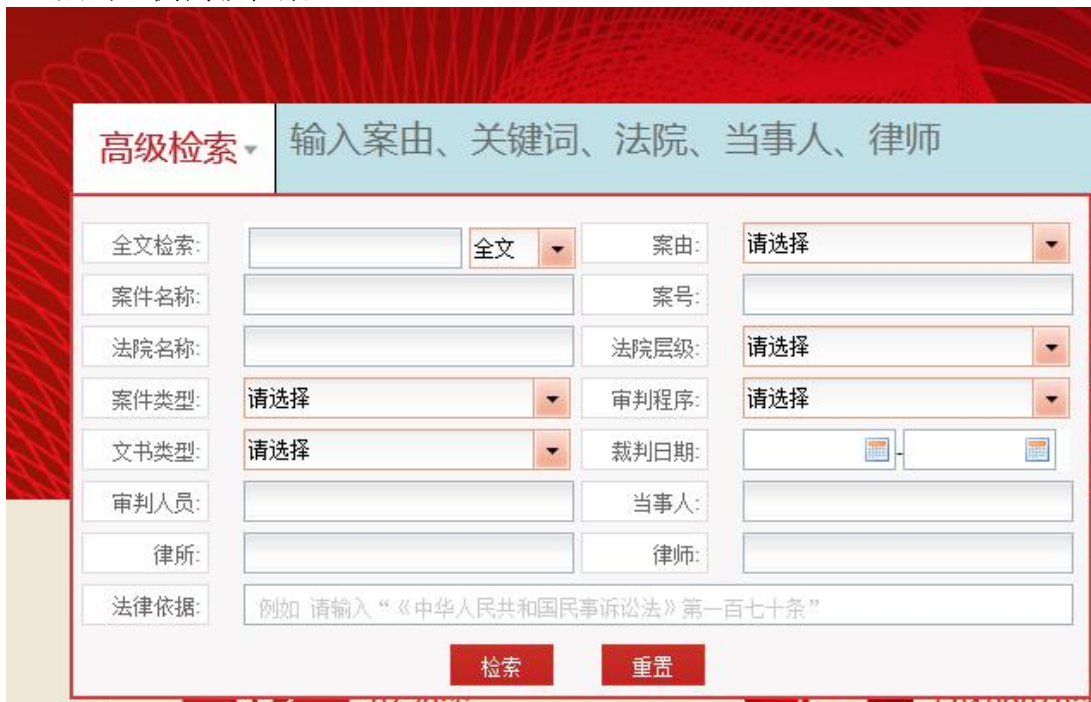 高级检索 输入案由、关键词、法院、当事人、律师
全文检索: 全文 案由: 请选择
案件名称: 案号:
法院名称: 法院层级: 请选择
案件类型: 请选择 审判程序: 请选择
文书类型: 请选择 裁判日期: -
审判人员: 当事人:
律所: 律师:
法律依据: 例如 请输入“《中华人民共和国民事诉讼法》第一百七十条”
检索 重置